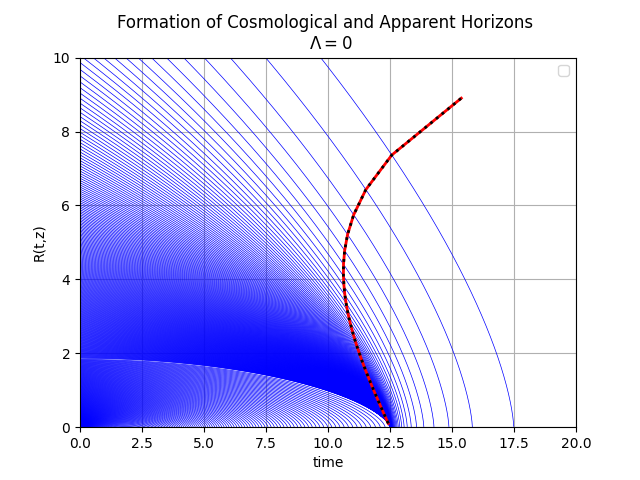 Formation of Cosmological and Apparent Horizons
Λ = 0
10
8
6
4
2
0
R(t,z)
0.0 2.5 5.0 7.5 10.0 12.5 15.0 17.5 20.0
time